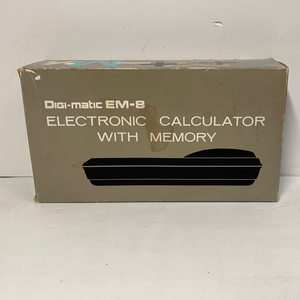 Digi-matic EM-8
ELECTRONIC CALCULATOR
WITH MEMORY